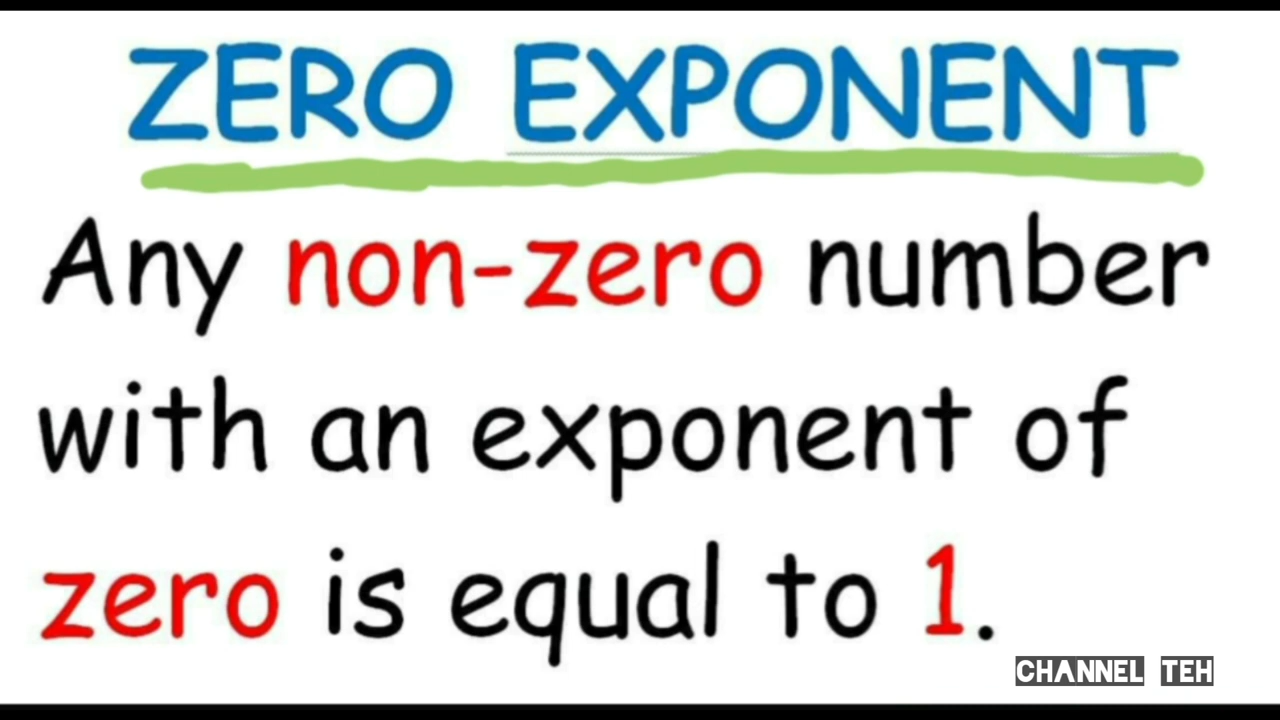 ZERO EXPONENT
Any non-zero number
with an exponent of
zero is equal to 1.
CHANNEL TEH